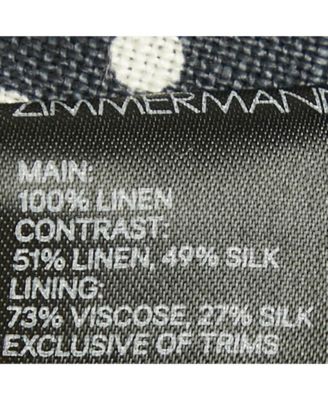 ZIMMERMANN
MAIN:
100% LINEN
CONTRAST:
51% LINEN, 49% SILK
LINING:
73% VISCOSE, 27% SILK
EXCLUSIVE OF TRIMS